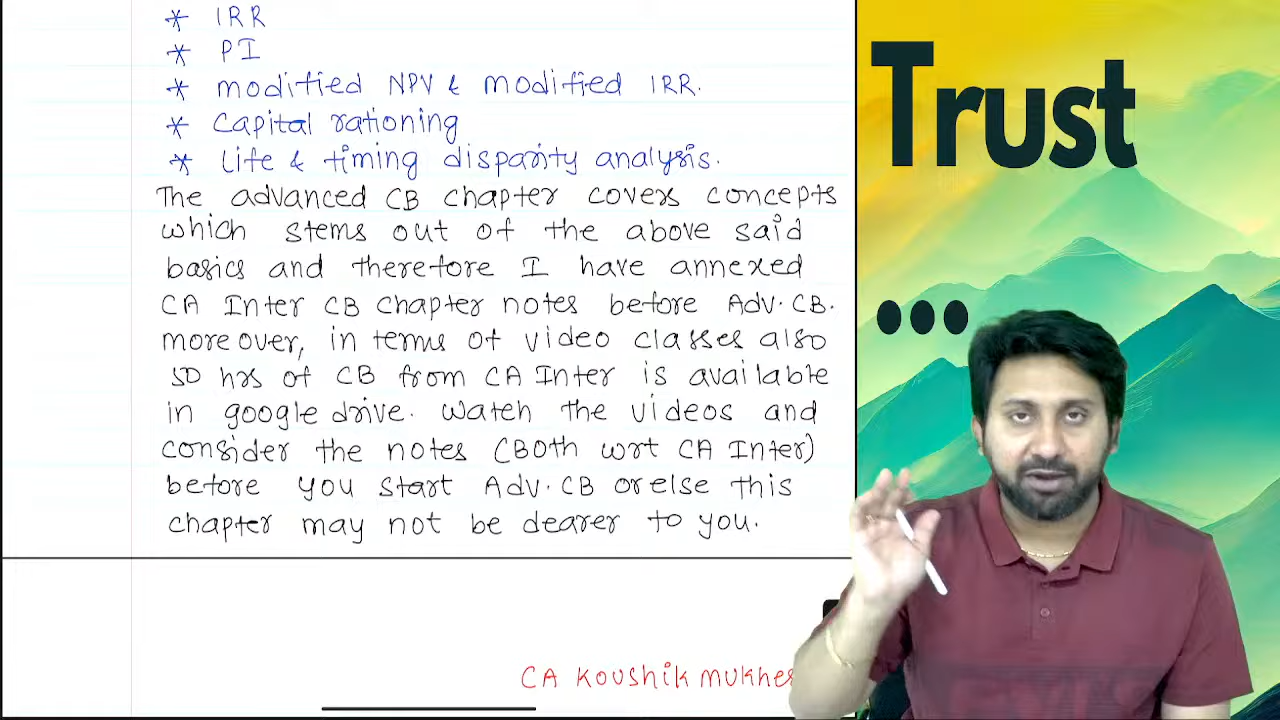 * IRR
* PI
* modified NPV & modified IRR.
* Capital rationing
* Life & timing disparity analysis.
The advanced CB chapter covers concepts
which stems out of the above said
basics and therefore I have annexed
CA Inter CB chapter notes before Adv. CB.
moreover, in terms of video classes also
50 hrs of CB from CA Inter is available
in google drive. Watch the videos and
consider the notes (Both wrt CA Inter)
before you start Adv. CB or else this
chapter may not be dearer to you.
CA Koushik mukher
Trust
...